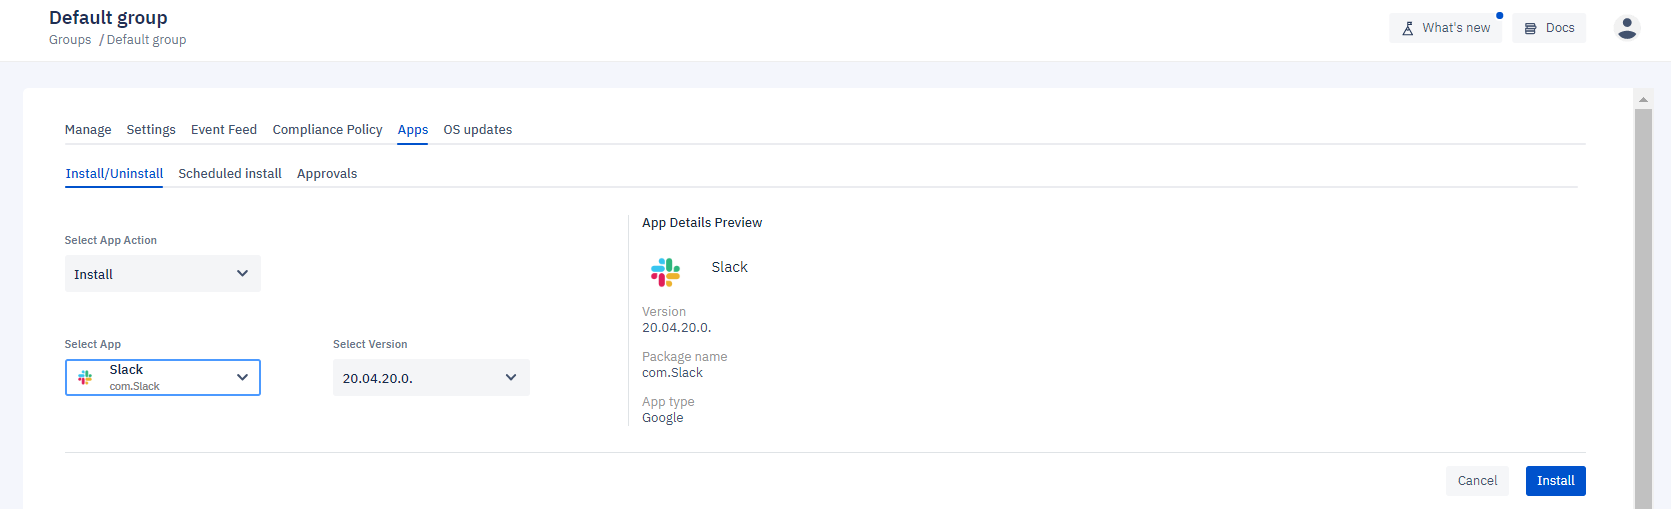 Default group
Groups / Default group
What's new
Docs
Manage Settings Event Feed Compliance Policy Apps OS updates
Install/Uninstall Scheduled install Approvals
Select App Action
Install
Select App
Slack
com.Slack
Select Version
20.04.20.0.
App Details Preview
Slack
Version
20.04.20.0.
Package name
com.Slack
App type
Google
Cancel
Install